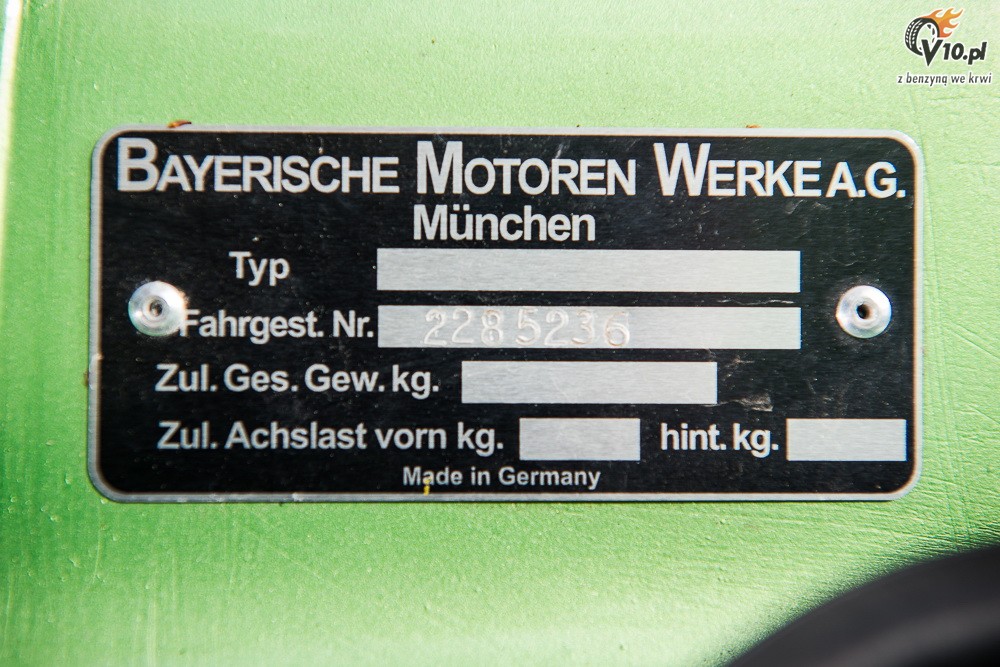 V10.pl
z benzyną we krwi
BAYERISCHE MOTOREN WERKE A.G.
München
Typ
Fahrgest. Nr. 2285236
Zul. Ges. Gew. kg.
Zul. Achslast vorn kg. hint. kg.
Made in Germany